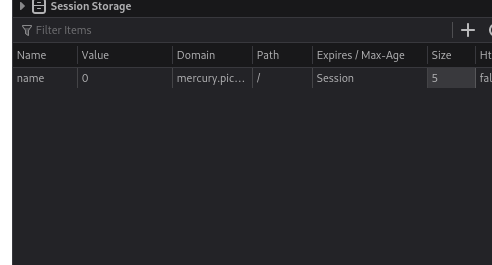 Session Storage
Filter Items
Name Value Domain Path Expires / Max-Age Size Ht
name 0 mercury.pic... / Session 5 fal